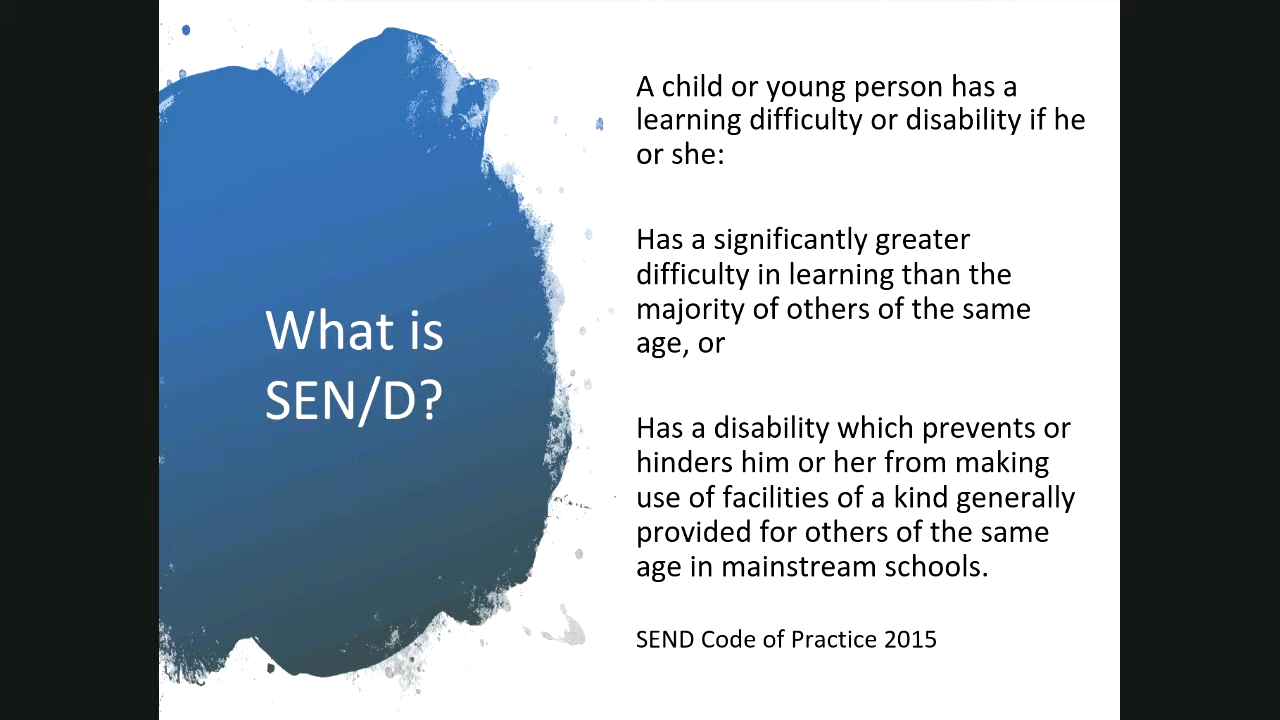 What is
SEN/D?
A child or young person has a
learning difficulty or disability if he
or she:
Has a significantly greater
difficulty in learning than the
majority of others of the same
age, or
Has a disability which prevents or
hinders him or her from making
use of facilities of a kind generally
provided for others of the same
age in mainstream schools.
SEND Code of Practice 2015